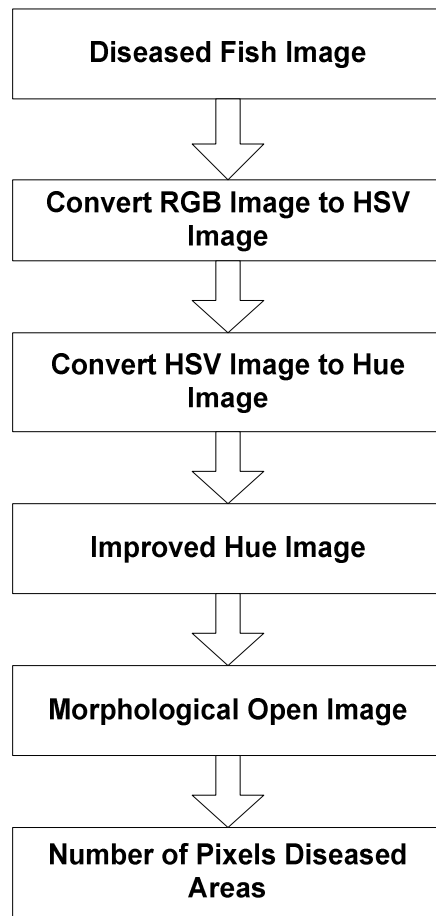 Diseased Fish Image
Convert RGB Image to HSV
Image
Convert HSV Image to Hue
Image
Improved Hue Image
Morphological Open Image
Number of Pixels Diseased
Areas